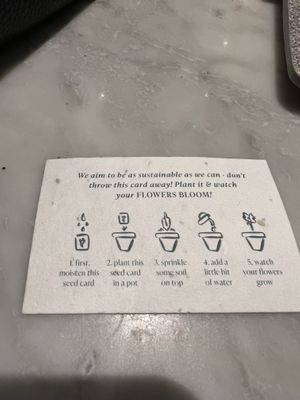 We aim to be as sustainable as we can - don't
throw this card away! Plant it & watch
your FLOWERS BLOOM!
1. first,
moisten this
seed card
2. plant this
seed card
in a pot
3. sprinkle
some soil
on top
4. add a
little bit
of water
5. watch
your flowers
grow